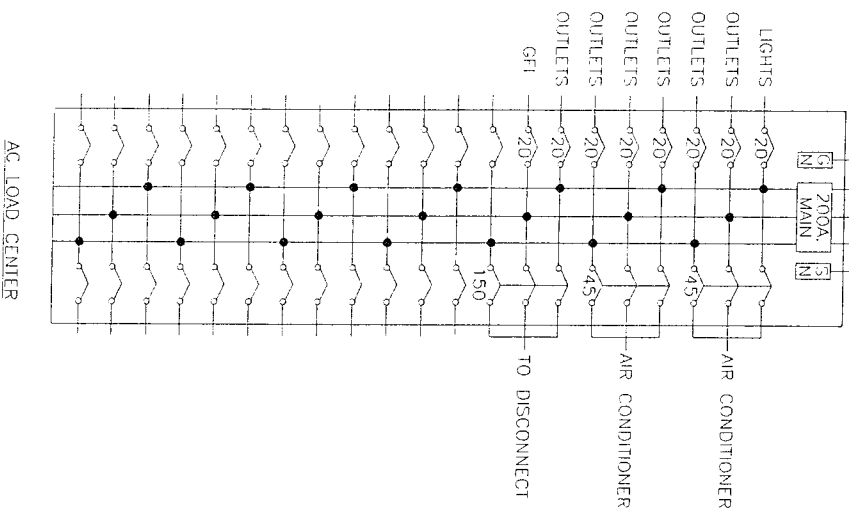 G N
200A.
MAIN
S N
LIGHTS 20
OUTLETS 20 AIR CONDITIONER
OUTLETS 20 45
OUTLETS 20
OUTLETS 20 AIR CONDITIONER
OUTLETS 20 45
OUTLETS 20
GFI 20 TO DISCONNECT
150
AC LOAD CENTER